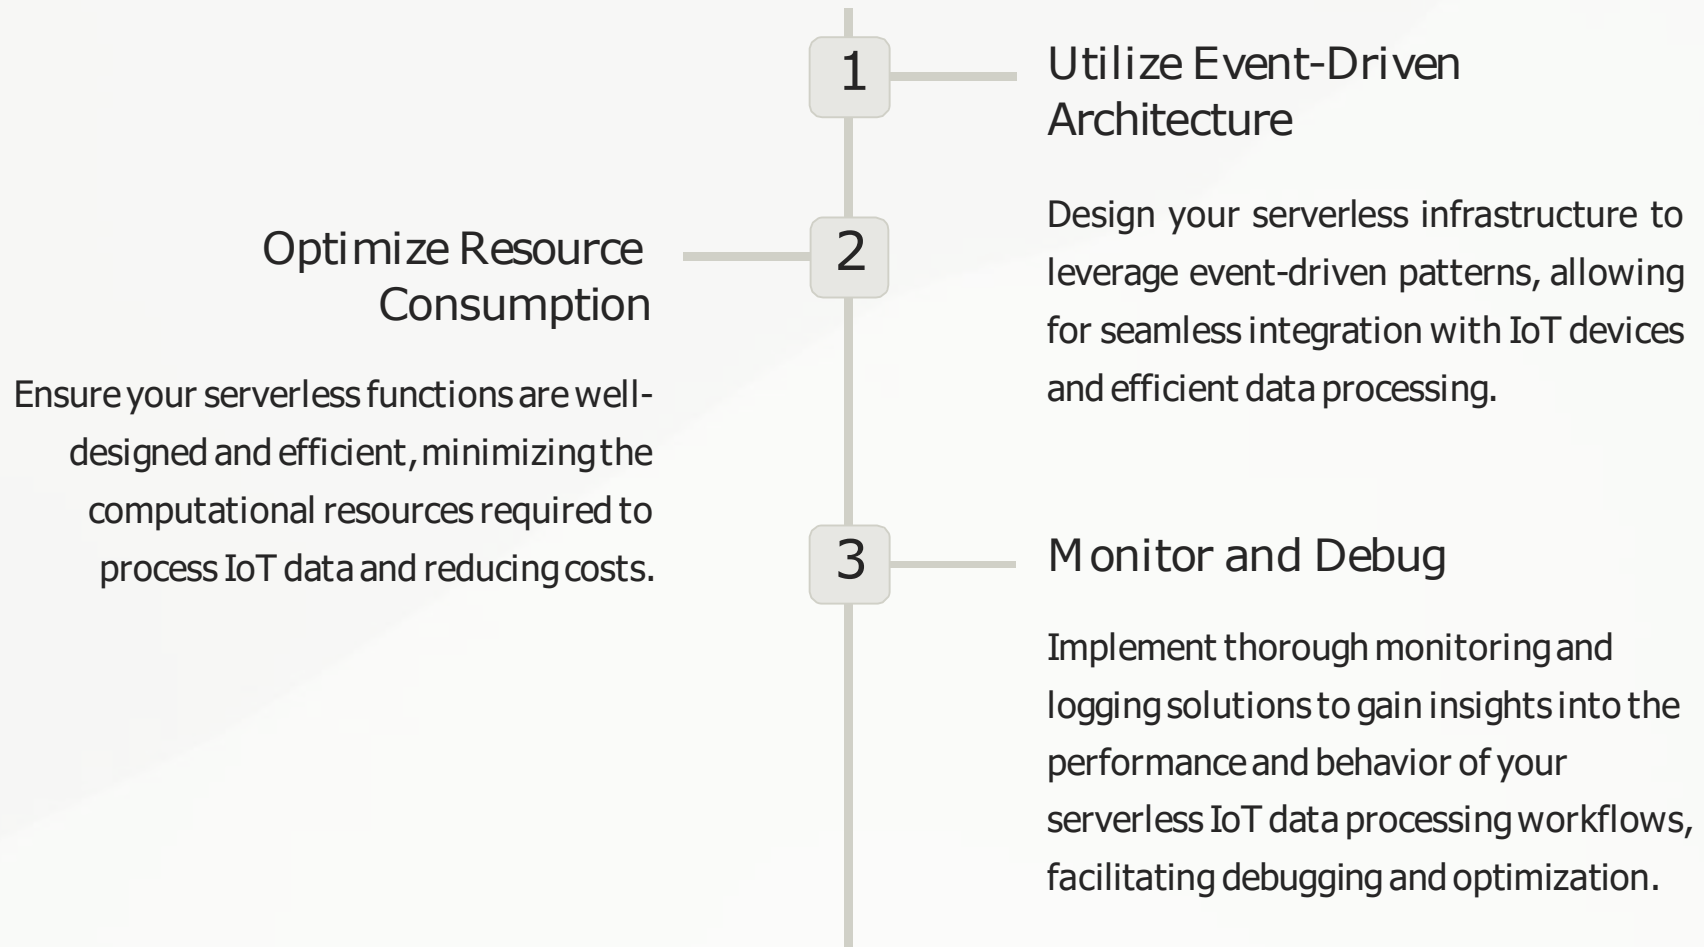 1
Utilize Event-Driven
Architecture
Design your serverless infrastructure to
leverage event-driven patterns, allowing
for seamless integration with IoT devices
and efficient data processing.
2
Optimize Resource
Consumption
Ensure your serverless functions are well-
designed and efficient, minimizing the
computational resources required to
process IoT data and reducing costs.
3
Monitor and Debug
Implement thorough monitoring and
logging solutions to gain insights into the
performance and behavior of your
serverless IoT data processing workflows,
facilitating debugging and optimization.